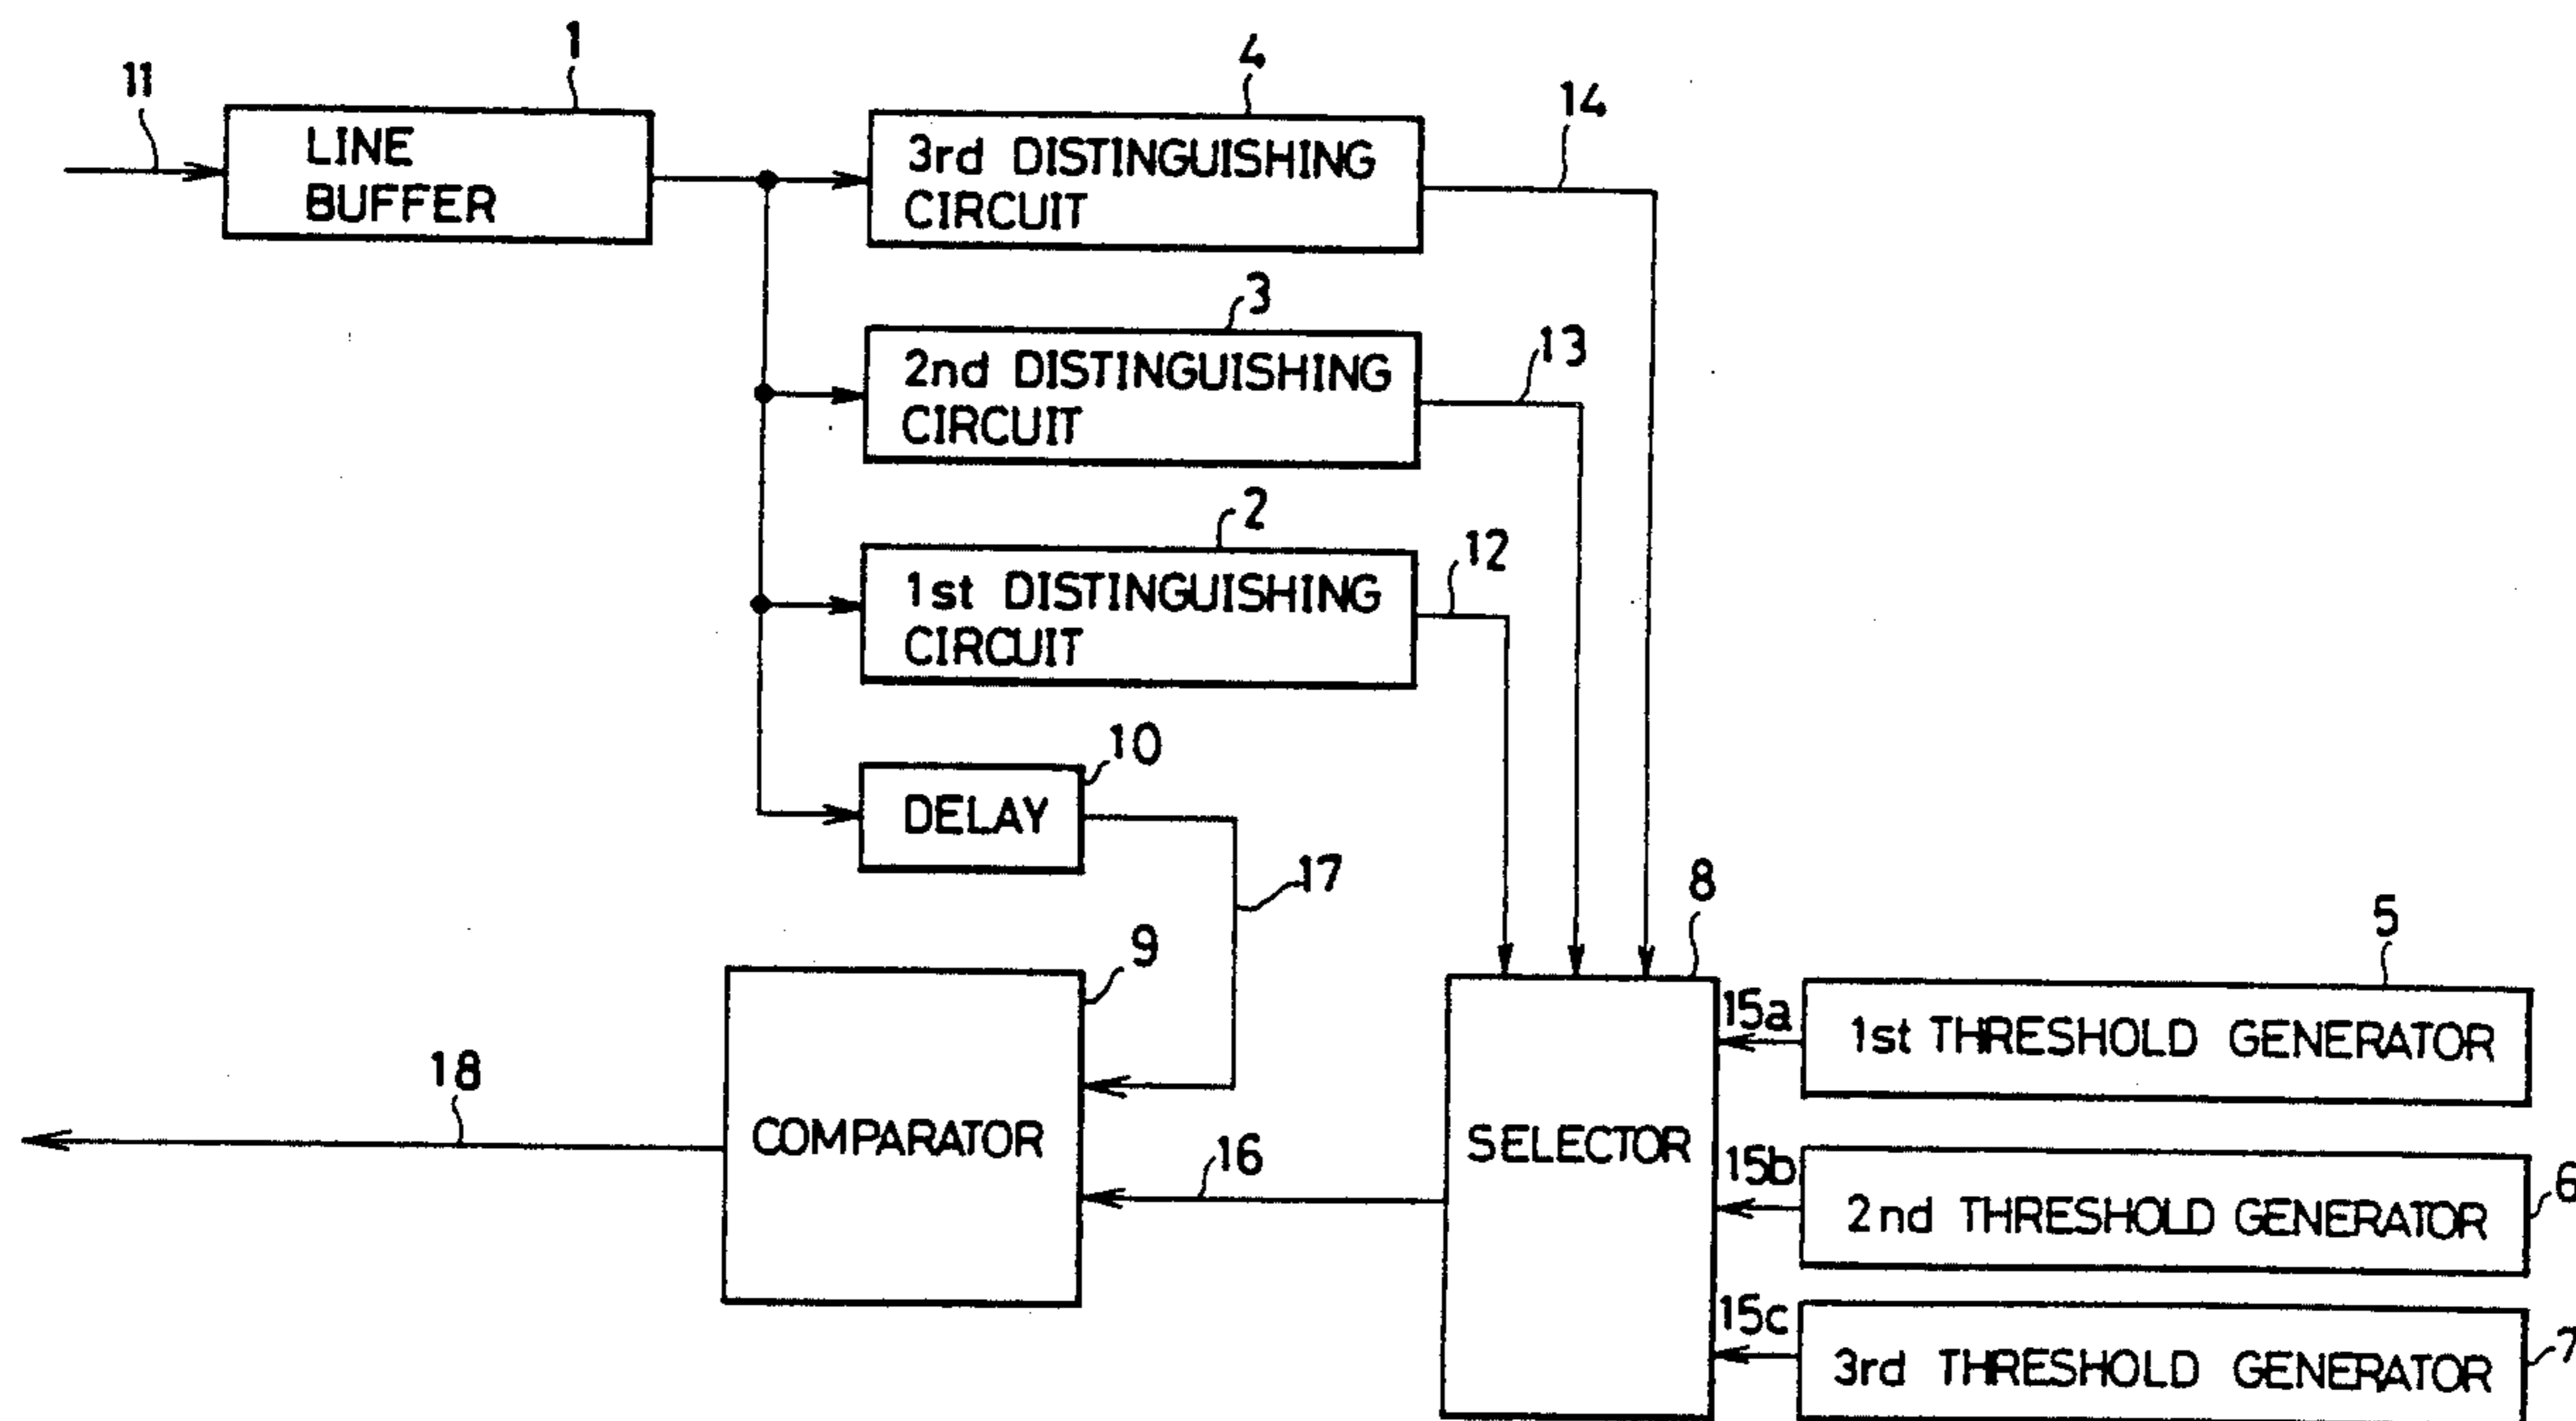 1
11
LINE
BUFFER
4
3rd DISTINGUISHING
CIRCUIT
14
3
2nd DISTINGUISHING
CIRCUIT
13
2
1st DISTINGUISHING
CIRCUIT
12
10
DELAY
17
9
COMPARATOR
18
16
8
SELECTOR
15a
5
1st THRESHOLD GENERATOR
15b
6
2nd THRESHOLD GENERATOR
15c
7
3rd THRESHOLD GENERATOR